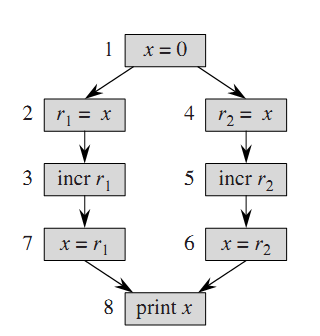 1 x = 0
2 r₁ = x 4 r₂ = x
3 incr r₁ 5 incr r₂
7 x = r₁ 6 x = r₂
8 print x